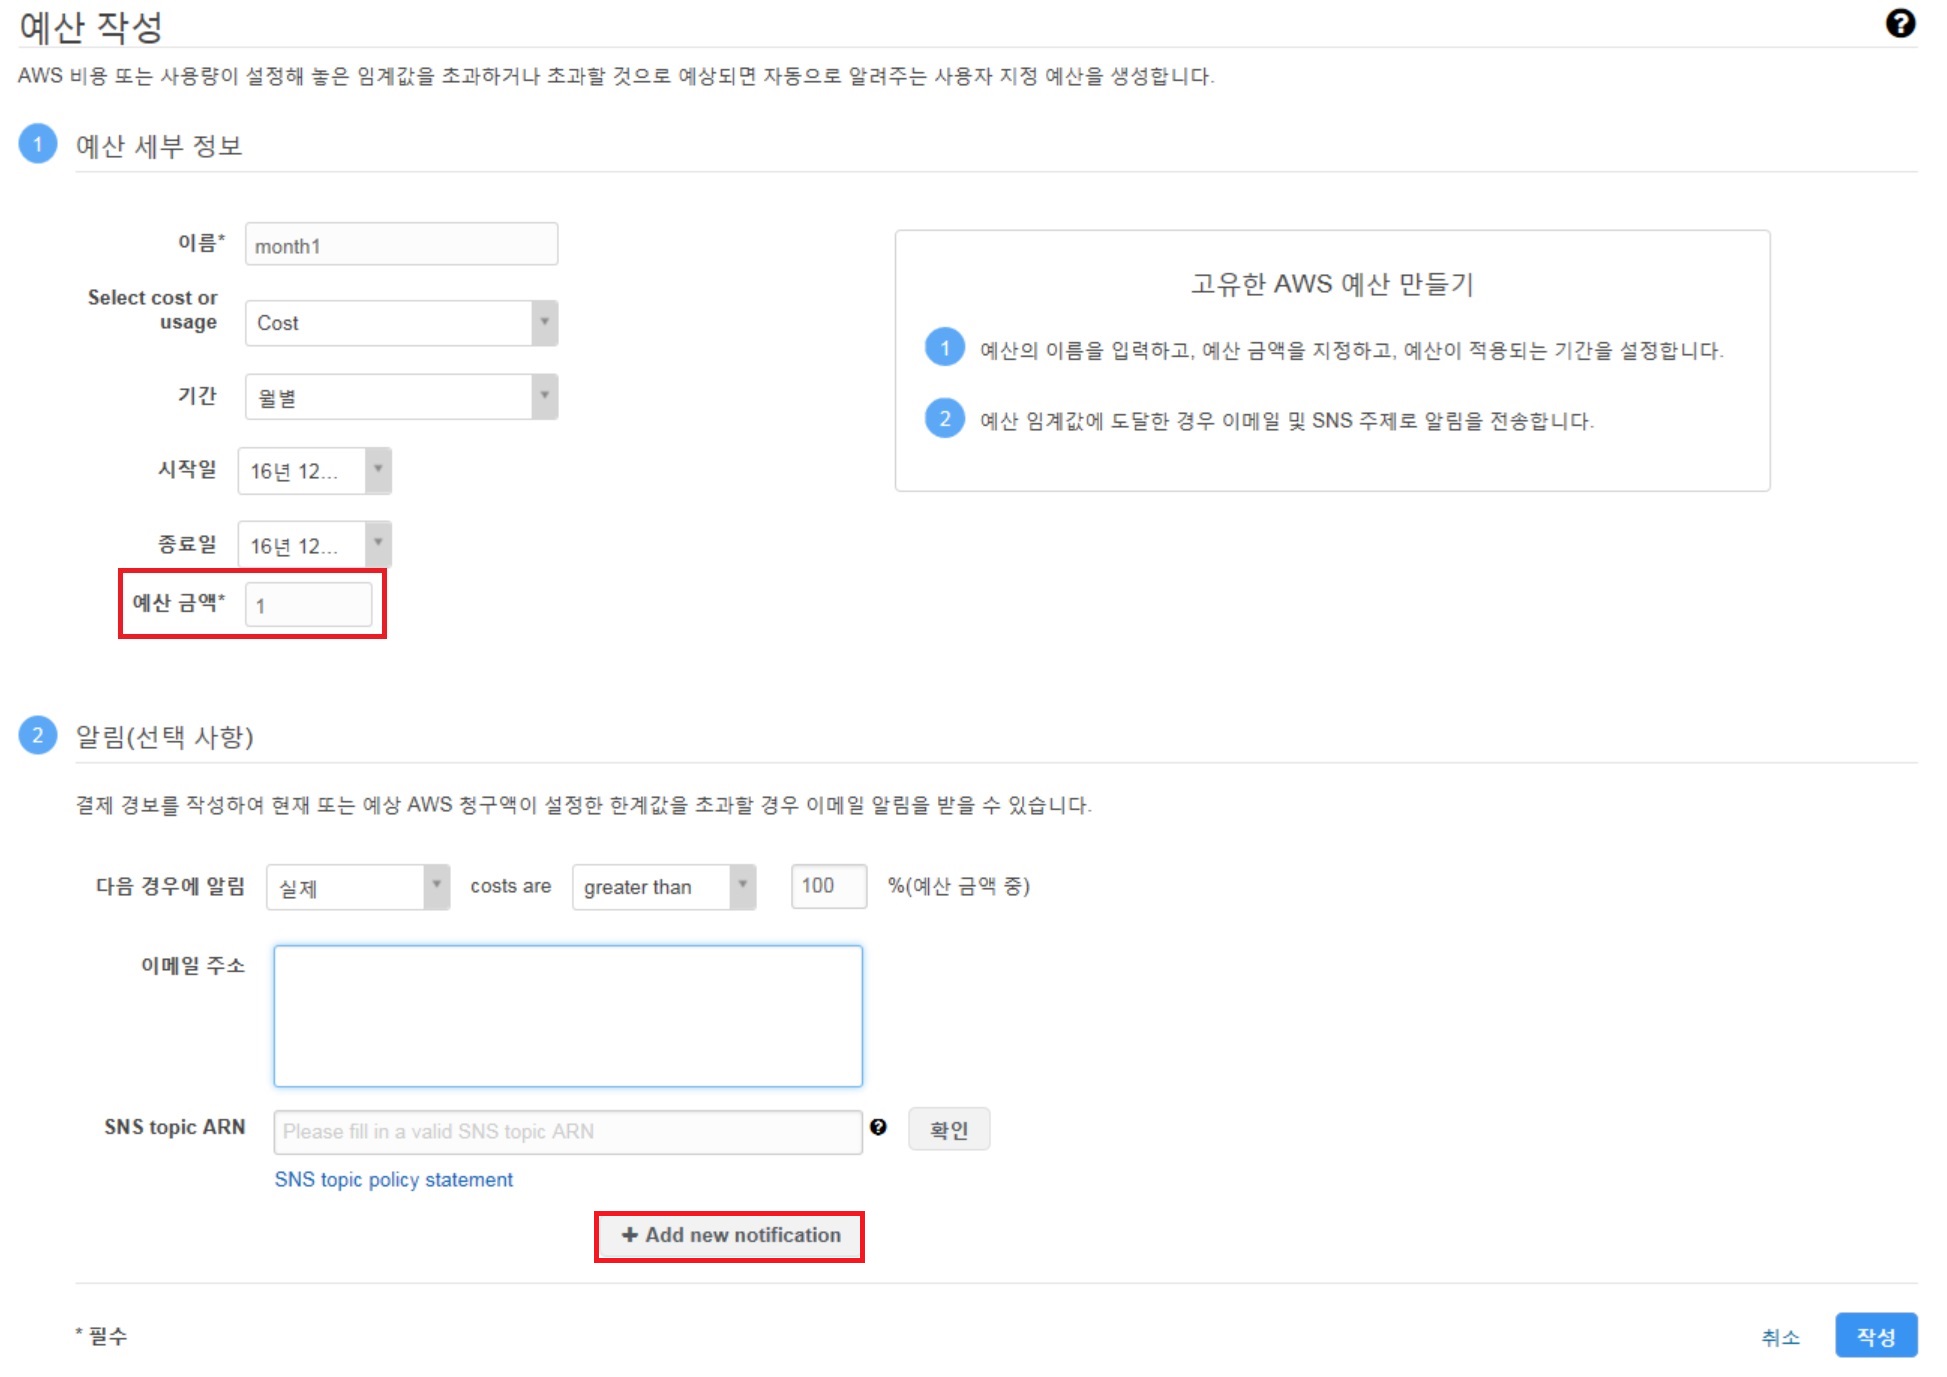 예산 작성
AWS 비용 또는 사용량이 설정해 놓은 임계값을 초과하거나 초과할 것으로 예상되면 자동으로 알려주는 사용자 지정 예산을 생성합니다.
1 예산 세부 정보
이름* month1
Select cost or
usage Cost
기간 월별
시작일 16년 12...
종료일 16년 12...
예산 금액* 1
고유한 AWS 예산 만들기
1 예산의 이름을 입력하고, 예산 금액을 지정하고, 예산이 적용되는 기간을 설정합니다.
2 예산 임계값에 도달한 경우 이메일 및 SNS 주제로 알림을 전송합니다.
2 알림(선택 사항)
결제 경보를 작성하여 현재 또는 예상 AWS 청구액이 설정한 한계값을 초과할 경우 이메일 알림을 받을 수 있습니다.
다음 경우에 알림 실제 costs are greater than 100 %(예산 금액 중)
이메일 주소
SNS topic ARN Please fill in a valid SNS topic ARN ? 확인
SNS topic policy statement
+ Add new notification
* 필수
취소 작성